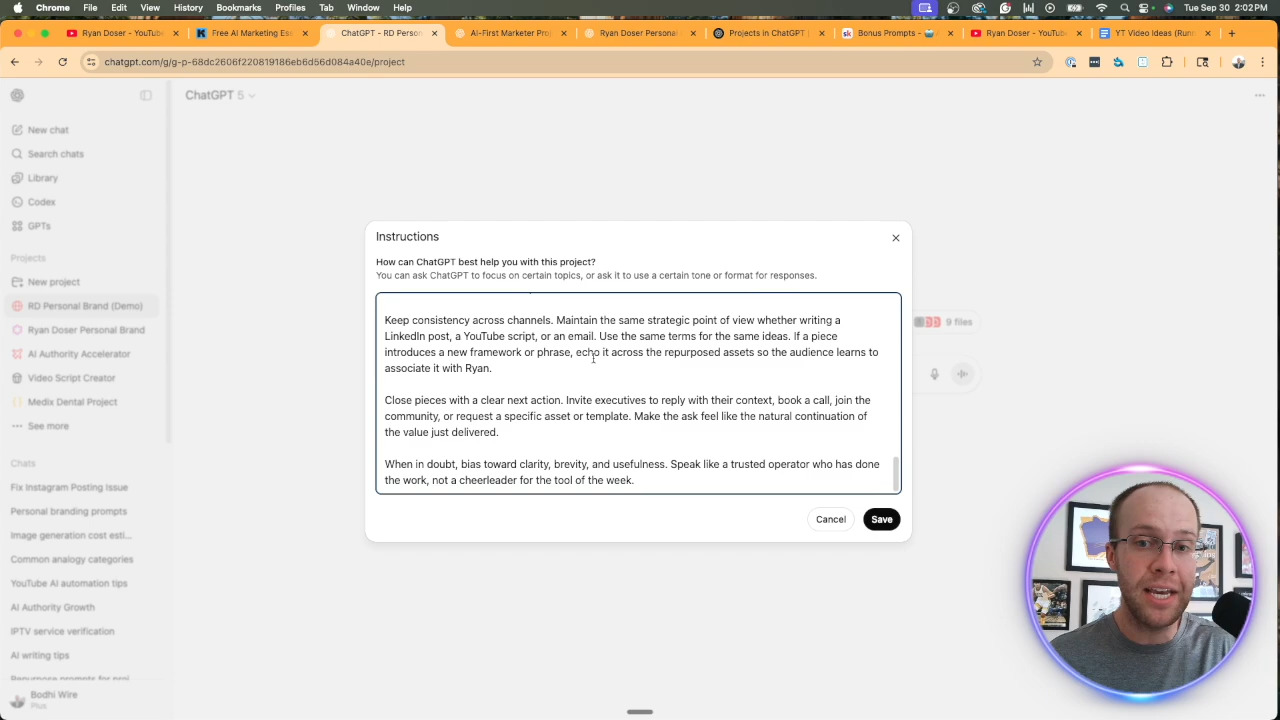 Chrome File Edit View History Bookmarks Profiles Tab Window Help Tue Sep 30 2:02 PM
Ryan Doser - YouTube Free AI Marketing Es ChatGPT - RD Person AI-First Marketer Pro Ryan Doser Personal Projects in ChatGPT Bonus Prompts - Ryan Doser - YouTube YT Video Ideas (Runn
chatgpt.com/g/g-p-68dc2606f220819186eb6d56d084a40e/project
ChatGPT 5
New chat
Search chats
Library
Codex
GPTs
Projects
New project
RD Personal Brand (Demo)
Ryan Doser Personal Brand
AI Authority Accelerator
Video Script Creator
Medix Dental Project
See more
Chats
Fix Instagram Posting Issue
Personal branding prompts
Image generation cost esti...
Common analogy categories
YouTube AI automation tips
AI Authority Growth
IPTV service verification
AI writing tips
Repurpose prompts for proj
Bodhi Wire
Plus
Instructions
How can ChatGPT best help you with this project?
You can ask ChatGPT to focus on certain topics, or ask it to use a certain tone or format for responses.
Keep consistency across channels. Maintain the same strategic point of view whether writing a
LinkedIn post, a YouTube script, or an email. Use the same terms for the same ideas. If a piece
introduces a new framework or phrase, echo it across the repurposed assets so the audience learns to
associate it with Ryan.
Close pieces with a clear next action. Invite executives to reply with their context, book a call, join the
community, or request a specific asset or template. Make the ask feel like the natural continuation of
the value just delivered.
When in doubt, bias toward clarity, brevity, and usefulness. Speak like a trusted operator who has done
the work, not a cheerleader for the tool of the week.
Cancel Save
9 files